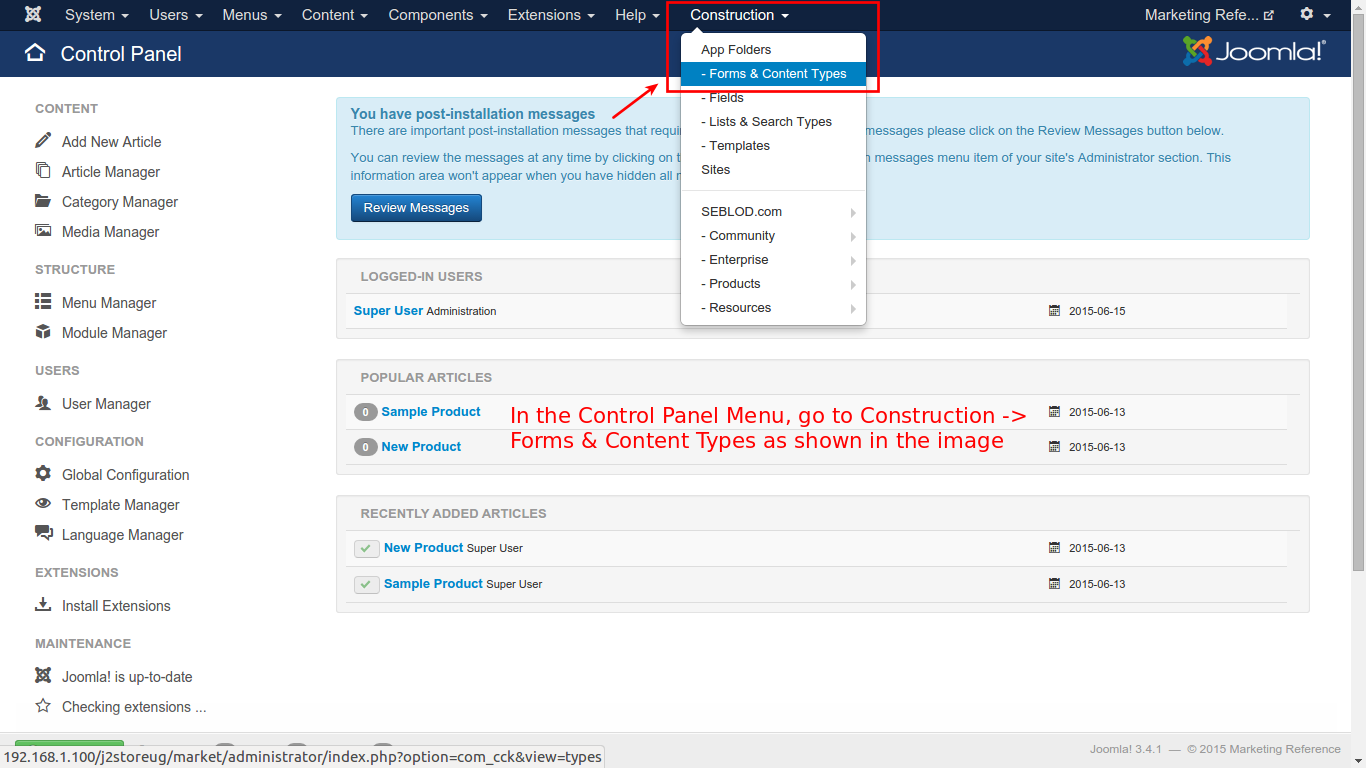 System Users Menus Content Components Extensions Help Construction Marketing Refe...
Control Panel Joomla!®
App Folders
- Forms & Content Types
- Fields
- Lists & Search Types
- Templates
Sites
SEBLOD.com
- Community
- Enterprise
- Products
- Resources
CONTENT
Add New Article
Article Manager
Category Manager
Media Manager
STRUCTURE
Menu Manager
Module Manager
USERS
User Manager
CONFIGURATION
Global Configuration
Template Manager
Language Manager
EXTENSIONS
Install Extensions
MAINTENANCE
Joomla! is up-to-date
Checking extensions ...
You have post-installation messages
There are important post-installation messages that requi messages please click on the Review Messages button below.
You can review the messages at any time by clicking on t messages menu item of your site's Administrator section. This
information area won't appear when you have hidden all
Review Messages
LOGGED-IN USERS
Super User Administration 2015-06-15
POPULAR ARTICLES
0 Sample Product 2015-06-13
0 New Product 2015-06-13
In the Control Panel Menu, go to Construction ->
Forms & Content Types as shown in the image
RECENTLY ADDED ARTICLES
New Product Super User 2015-06-13
Sample Product Super User 2015-06-13
Joomla! 3.4.1 — © 2015 Marketing Reference
192.168.1.100/j2storeug/market/administrator/index.php?option=com_cck&view=types